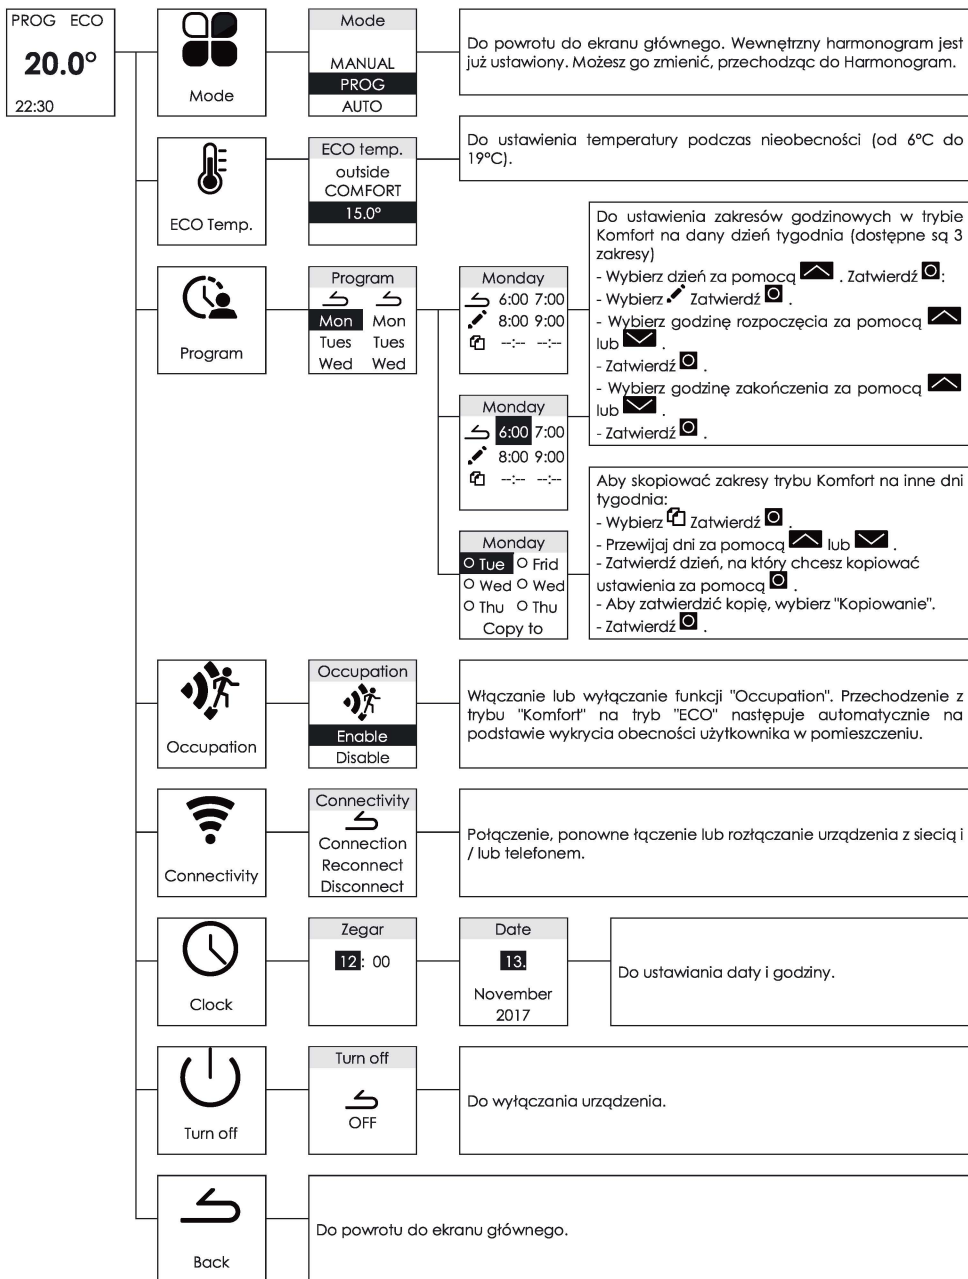 PROG ECO
20.0°
22:30
Mode
Mode
MANUAL
PROG
AUTO
Do powrotu do ekranu głównego. Wewnętrzny harmonogram jest
już ustawiony. Możesz go zmienić, przechodząc do Harmonogram.
ECO Temp.
ECO temp.
outside
COMFORT
15.0°
Do ustawienia temperatury podczas nieobecności (od 6°C do
19°C).
Program
Program
Mon Mon
Tues Tues
Wed Wed
Monday
6:00 7:00
8:00 9:00
--:-- --:--
Do ustawienia zakresów godzinowych w trybie
Komfort na dany dzień tygodnia (dostępne są 3
zakresy)
- Wybierz dzień za pomocą . Zatwierdź :
- Wybierz Zatwierdź .
- Wybierz godzinę rozpoczęcia za pomocą
lub .
- Zatwierdź .
- Wybierz godzinę zakończenia za pomocą
lub .
- Zatwierdź .
Monday
6:00 7:00
8:00 9:00
--:-- --:--
Monday
Tue Frid
Wed Wed
Thu Thu
Copy to
Aby skopiować zakresy trybu Komfort na inne dni
tygodnia:
- Wybierz Zatwierdź .
- Przewijaj dni za pomocą lub .
- Zatwierdź dzień, na który chcesz kopiować
ustawienia za pomocą .
- Aby zatwierdzić kopię, wybierz "Kopiowanie".
- Zatwierdź .
Occupation
Occupation
Enable
Disable
Włączanie lub wyłączanie funkcji "Occupation". Przechodzenie z
trybu "Komfort" na tryb "ECO" następuje automatycznie na
podstawie wykrycia obecności użytkownika w pomieszczeniu.
Connectivity
Connectivity
Connection
Reconnect
Disconnect
Połączenie, ponowne łączenie lub rozłączanie urządzenia z siecią i
/ lub telefonem.
Clock
Zegar
12 : 00
Date
13.
November
2017
Do ustawiania daty i godziny.
Turn off
Turn off
OFF
Do wyłączania urządzenia.
Back
Do powrotu do ekranu głównego.